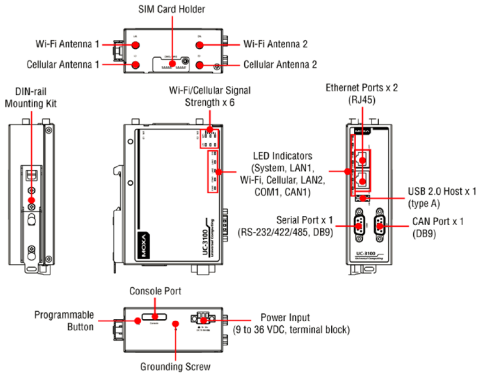 SIM Card Holder
Wi-Fi Antenna 1
Wi-Fi Antenna 2
Cellular Antenna 1
Cellular Antenna 2
DIN-rail
Mounting Kit
Wi-Fi/Cellular Signal
Strength x 6
Ethernet Ports x 2
(RJ45)
LED Indicators
(System, LAN1,
Wi-Fi, Cellular, LAN2,
COM1, CAN1)
MOXA
USB 2.0 Host x 1
(type A)
Serial Port x 1
(RS-232/422/485, DB9)
CAN Port x 1
(DB9)
MOXA
UC-3100
Universal Computing
UC-3100
Console Port
Programmable
Button
Power Input
(9 to 36 VDC, terminal block)
Grounding Screw